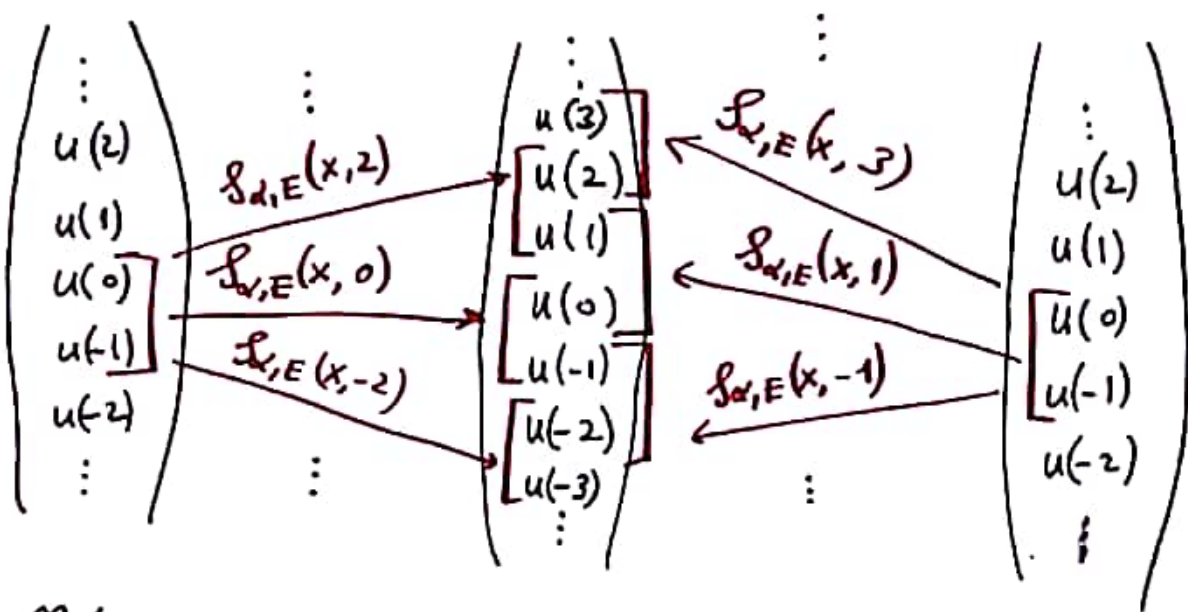 ⋮ ⋮ ⋮ ⋮ ⋮
u(2) u(3) u(2)
S_{α,E}(x,2) u(2) S_{α,E}(x,3)
u(1) u(1) u(1)
u(0) S_{α,E}(x,0) u(0) S_{α,E}(x,1) u(0)
u(-1) S_{α,E}(x,-2) u(-1) S_{α,E}(x,-1) u(-1)
u(-2) u(-2) u(-2)
u(-3)
⋮ ⋮ ⋮ ⋮ ⋮